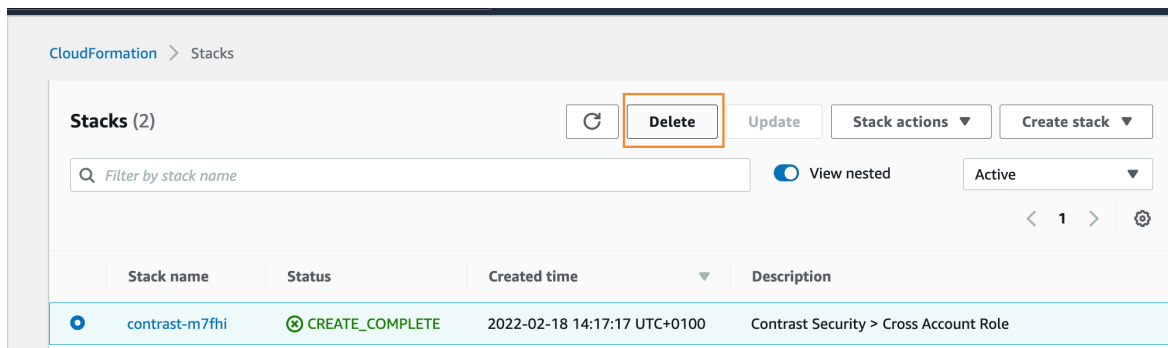 CloudFormation > Stacks
Stacks (2) Delete Update Stack actions Create stack
Filter by stack name View nested Active
1
Stack name Status Created time Description
contrast-m7fhi CREATE_COMPLETE 2022-02-18 14:17:17 UTC+0100 Contrast Security > Cross Account Role